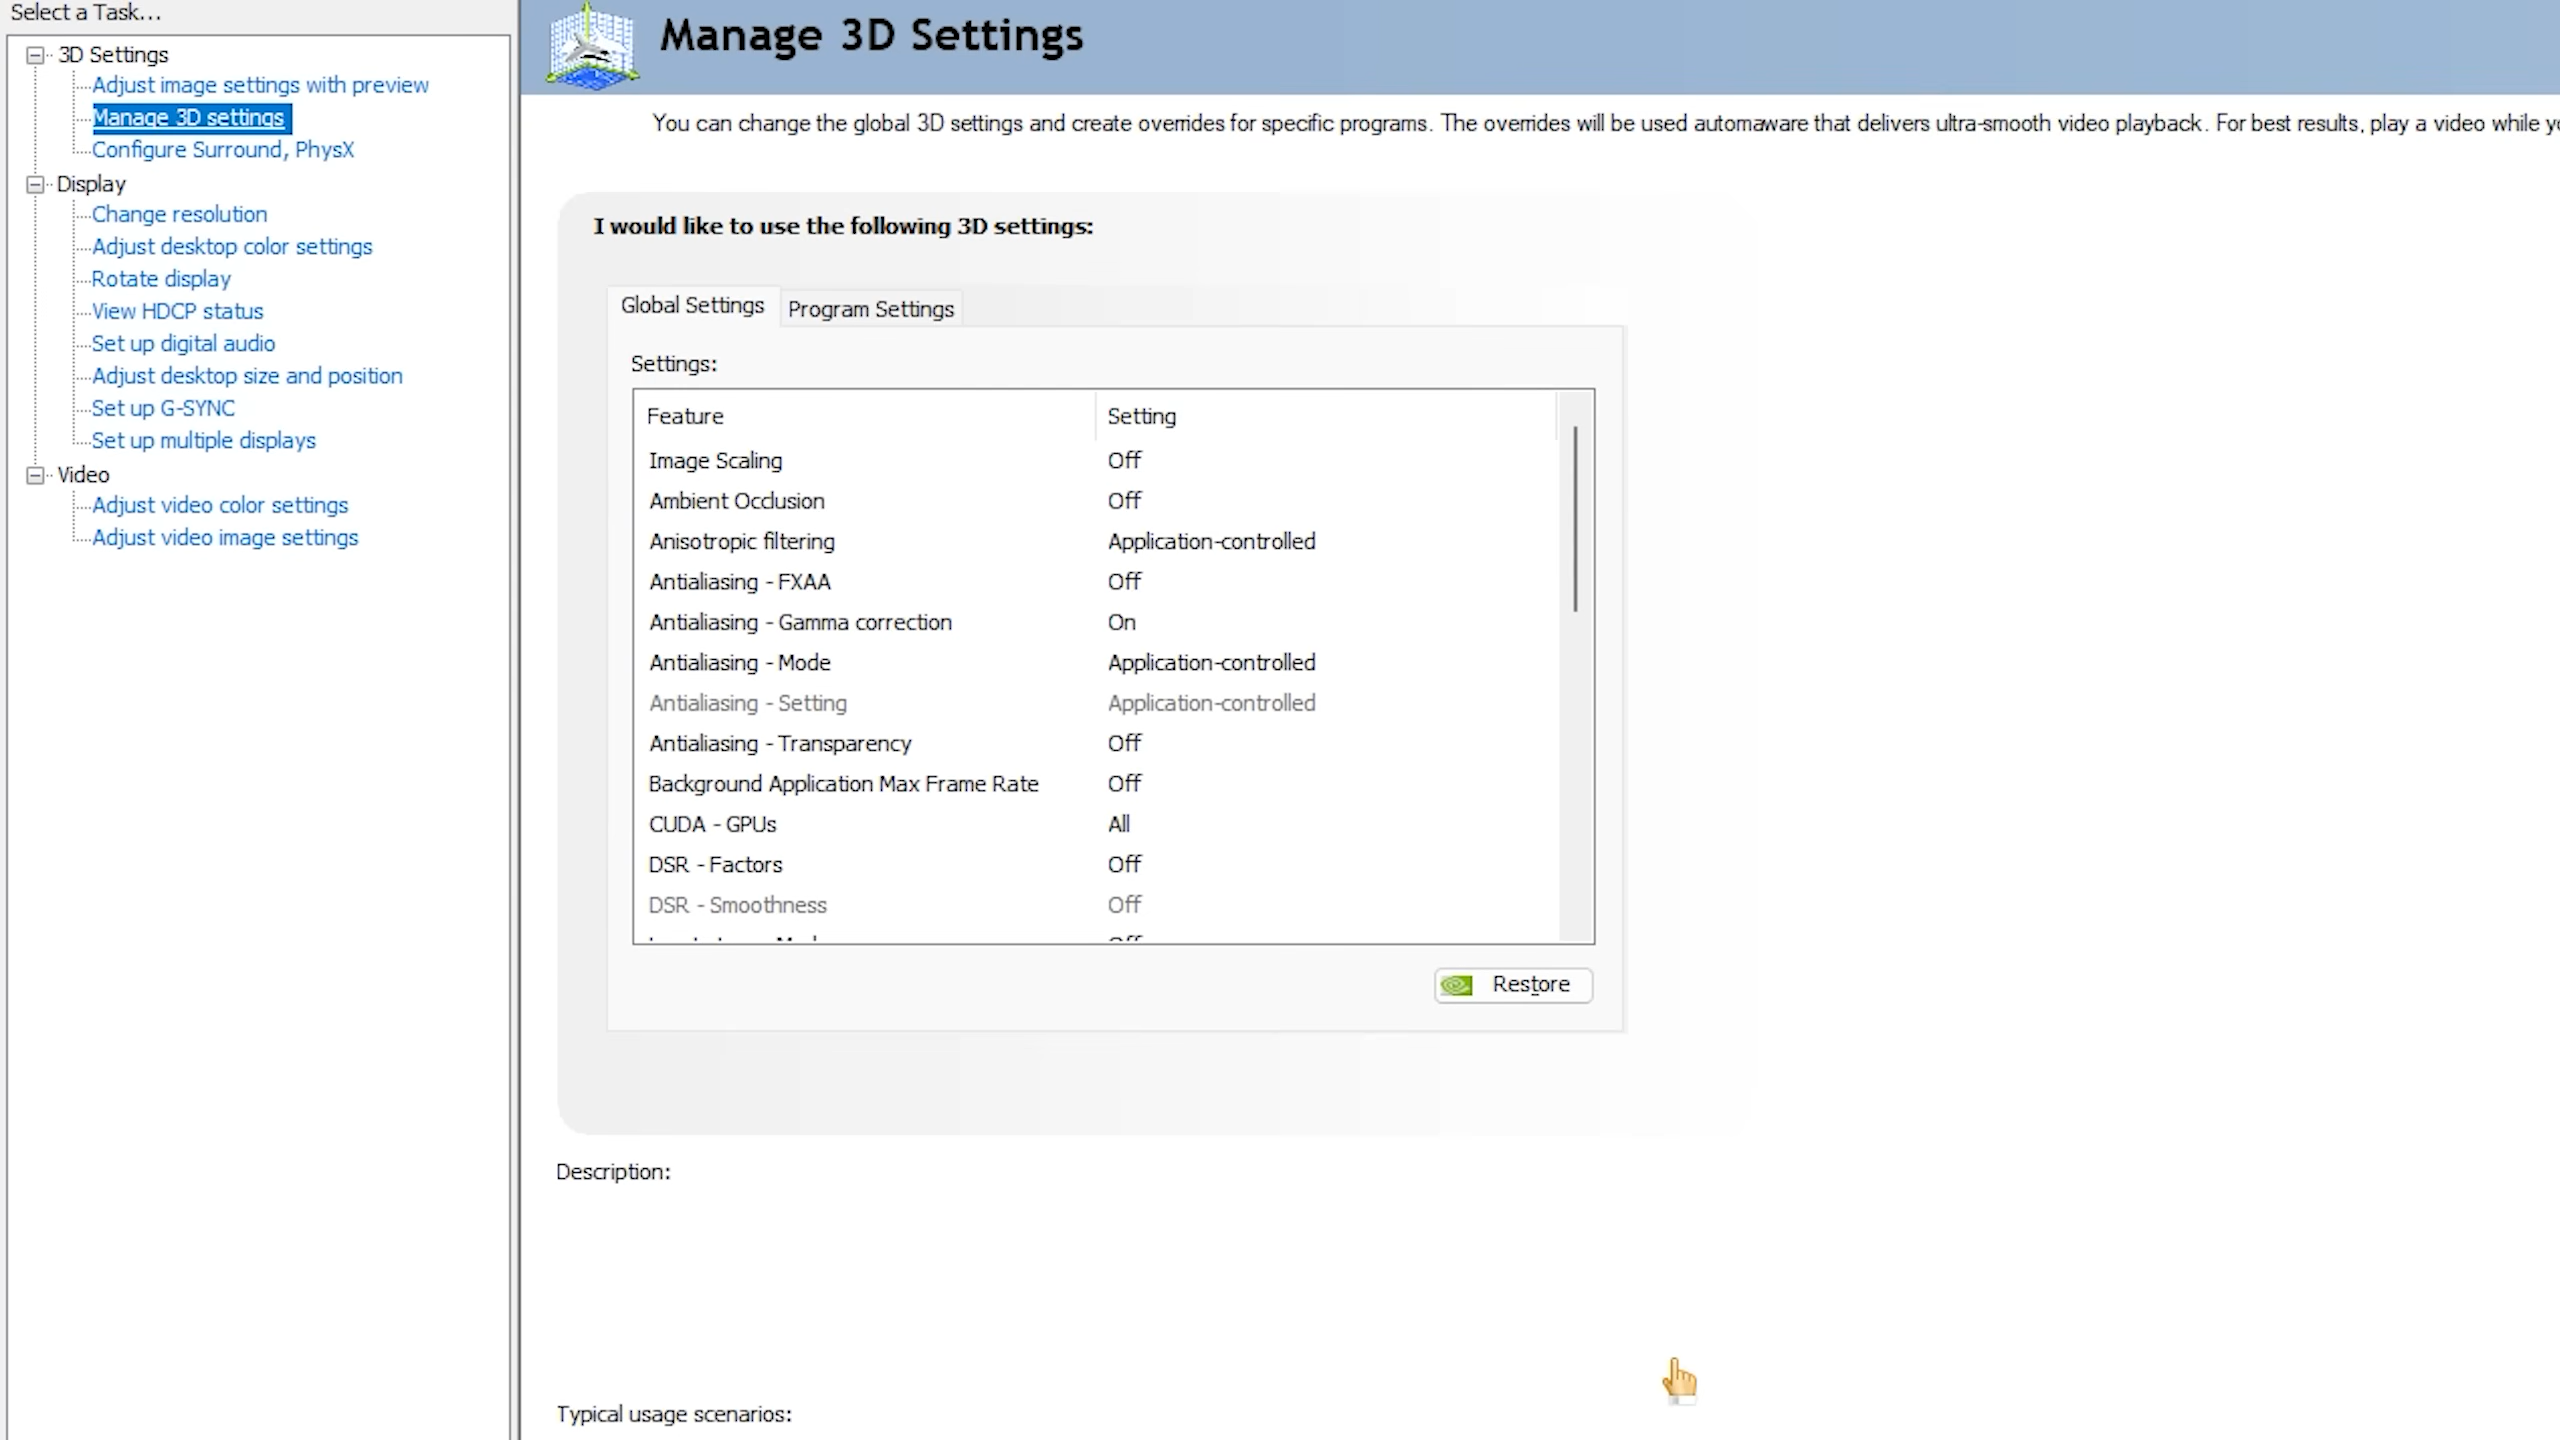 Select a Task...
3D Settings
Adjust image settings with preview
Manage 3D settings
Configure Surround, PhysX
Display
Change resolution
Adjust desktop color settings
Rotate display
View HDCP status
Set up digital audio
Adjust desktop size and position
Set up G-SYNC
Set up multiple displays
Video
Adjust video color settings
Adjust video image settings
Manage 3D Settings
You can change the global 3D settings and create overrides for specific programs. The overrides will be used automaware that delivers ultra-smooth video playback. For best results, play a video while
I would like to use the following 3D settings:
Global Settings
Program Settings
Settings:
Feature Setting
Image Scaling Off
Ambient Occlusion Off
Anisotropic filtering Application-controlled
Antialiasing - FXAA Off
Antialiasing - Gamma correction On
Antialiasing - Mode Application-controlled
Antialiasing - Setting Application-controlled
Antialiasing - Transparency Off
Background Application Max Frame Rate Off
CUDA - GPUs All
DSR - Factors Off
DSR - Smoothness Off
Restore
Description:
Typical usage scenarios: